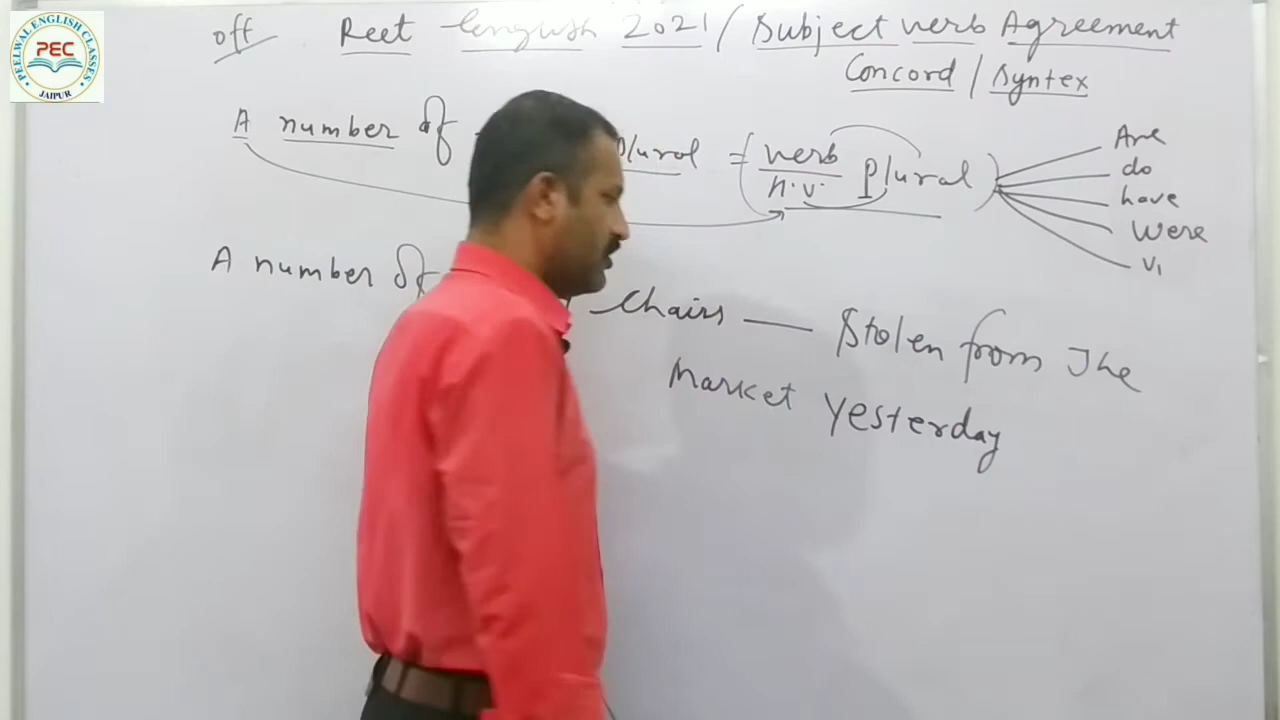 PEELWAL ENGLISH CLASSES
PEC
JAIPUR
off Reet English 2021 / Subject verb Agreement
Concord / Syntex
A number of plural = verb plural
h.v.
Are
do
have
Were
V1
A number of chairs — Stolen from The
Market Yesterday